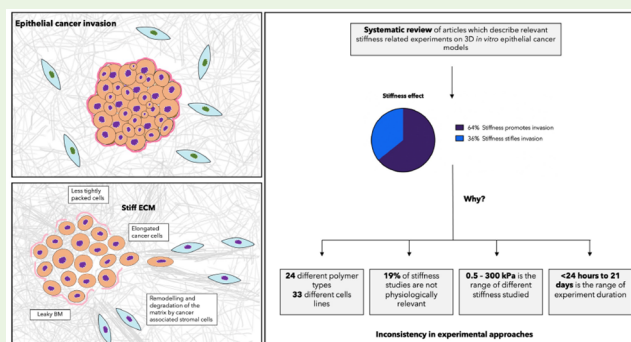 Epithelial cancer invasion
Less tightly
packed cells
Stiff ECM
Elongated
cancer cells
Leaky BM
Remodelling and
degradation of the
matrix by cancer
associated stromal cells
Systematic review of articles which describe relevant
stiffness related experiments on 3D in vitro epithelial cancer
models
Stiffness effect
64% Stiffness promotes invasion
36% Stiffness stifles invasion
Why?
24 different polymer
types
33 different cells
lines
19% of stiffness
studies are not
physiologically
relevant
0.5 - 300 kPa is the
range of different
stiffness studied
<24 hours to 21
days is the range of
experiment duration
Inconsistency in experimental approaches